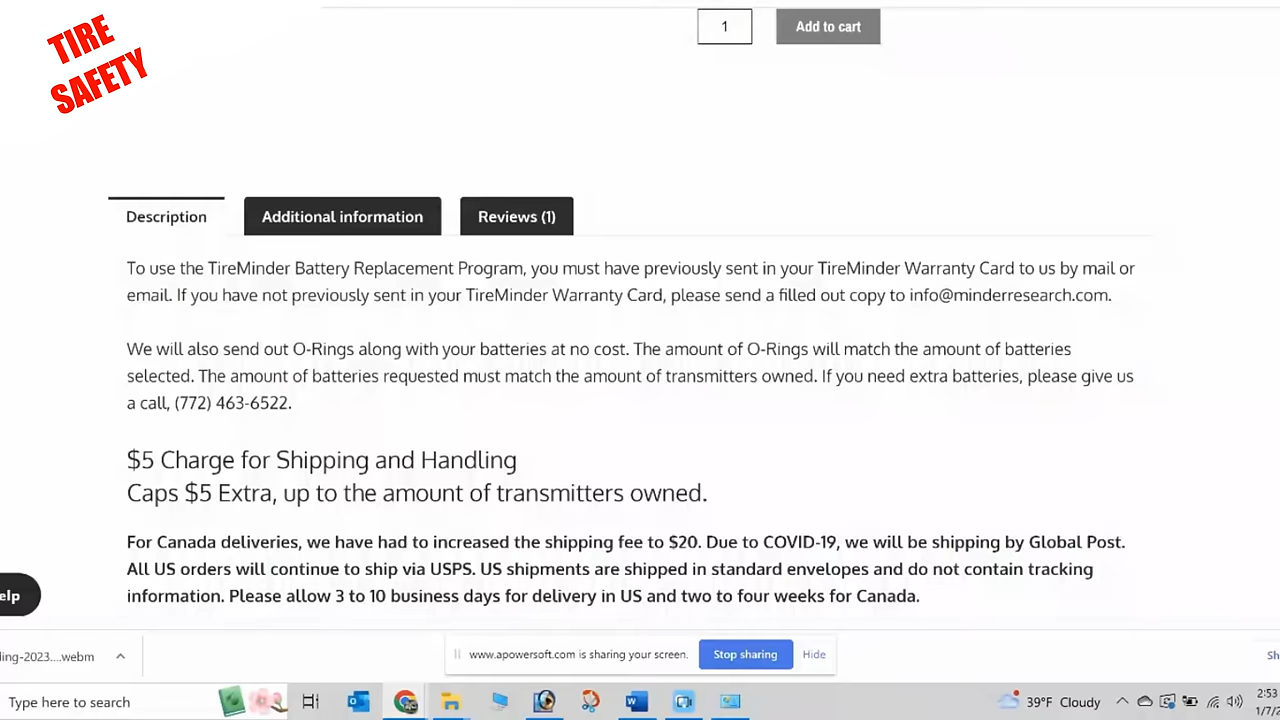 1
Add to cart
TIRE
SAFETY
Description
Additional information
Reviews (1)
To use the TireMinder Battery Replacement Program, you must have previously sent in your TireMinder Warranty Card to us by mail or
email. If you have not previously sent in your TireMinder Warranty Card, please send a filled out copy to info@minderresearch.com.
We will also send out O-Rings along with your batteries at no cost. The amount of O-Rings will match the amount of batteries
selected. The amount of batteries requested must match the amount of transmitters owned. If you need extra batteries, please give us
a call, (772) 463-6522.
$5 Charge for Shipping and Handling
Caps $5 Extra, up to the amount of transmitters owned.
For Canada deliveries, we have had to increased the shipping fee to $20. Due to COVID-19, we will be shipping by Global Post.
All US orders will continue to ship via USPS. US shipments are shipped in standard envelopes and do not contain tracking
information. Please allow 3 to 10 business days for delivery in US and two to four weeks for Canada.
elp
ling-2023....webm
www.apowersoft.com is sharing your screen.
Stop sharing
Hide
Sh
Type here to search
39°F Cloudy
2:53
1/7/2